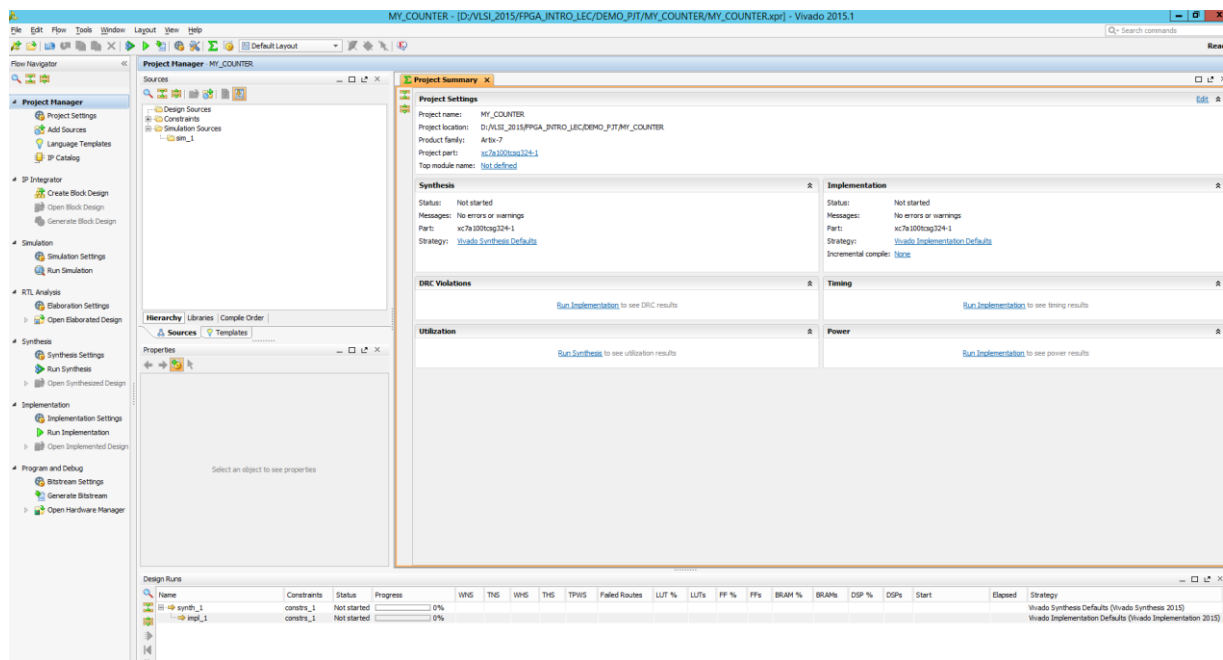 MY_COUNTER - [D:/VLSI_2015/FPGA_INTRO_LEC/DEMO_PJT/MY_COUNTER/MY_COUNTER.xpr] - Vivado 2015.1
File Edit Flow Tools Window Layout View Help
Search commands
Default Layout
Flow Navigator
Project Manager
Project Settings
Add Sources
Language Templates
IP Catalog
IP Integrator
Create Block Design
Open Block Design
Generate Block Design
Simulation
Simulation Settings
Run Simulation
RTL Analysis
Elaboration Settings
Open Elaborated Design
Synthesis
Synthesis Settings
Run Synthesis
Open Synthesized Design
Implementation
Implementation Settings
Run Implementation
Open Implemented Design
Program and Debug
Bitstream Settings
Generate Bitstream
Open Hardware Manager
Project Manager - MY_COUNTER
Sources
Design Sources
Constraints
Simulation Sources
sim_1
Hierarchy Libraries Compile Order
Sources Templates
Properties
Select an object to see properties
Project Summary
Project Settings Edit
Project name: MY_COUNTER
Project location: D:/VLSI_2015/FPGA_INTRO_LEC/DEMO_PJT/MY_COUNTER
Product family: Artix-7
Project part: xc7a100tcsg324-1
Top module name: Not defined
Synthesis
Status: Not started
Messages: No errors or warnings
Part: xc7a100tcsg324-1
Strategy: Vivado Synthesis Defaults
Implementation
Status: Not started
Messages: No errors or warnings
Part: xc7a100tcsg324-1
Strategy: Vivado Implementation Defaults
Incremental compile: None
DRC Violations
Run Implementation to see DRC results
Timing
Run Implementation to see timing results
Utilization
Run Synthesis to see utilization results
Power
Run Implementation to see power results
Design Runs
Name Constraints Status Progress WNS TNS WHS THS TPWS Failed Routes LUT % LUTs FF % FFs BRAM % BRAMs DSP % DSPs Start Elapsed Strategy
synth_1 constrs_1 Not started 0% Vivado Synthesis Defaults (Vivado Synthesis 2015)
impl_1 constrs_1 Not started 0% Vivado Implementation Defaults (Vivado Implementation 2015)